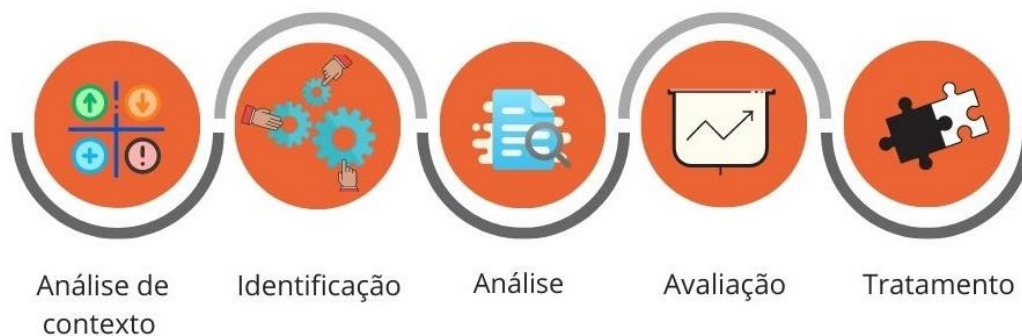 Análise de
contexto
Identificação
Análise
Avaliação
Tratamento